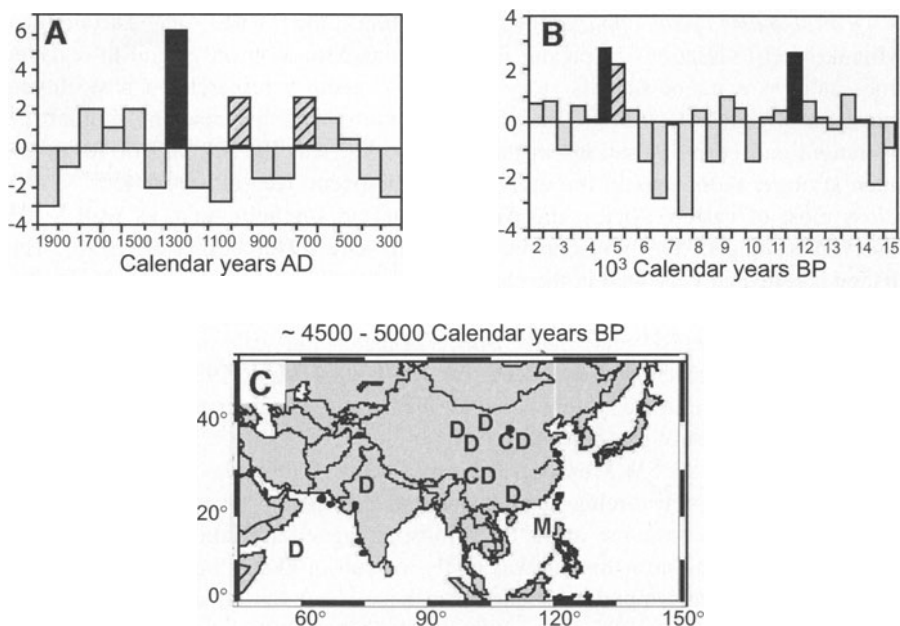 A
6
4
2
0
-2
-4
1900 1700 1500 1300 1100 900 700 500 300
Calendar years AD
B
4
2
0
-2
-4
2 3 4 5 6 7 8 9 10 11 12 13 14 15
10³ Calendar years BP
~ 4500 - 5000 Calendar years BP
C
40°
20°
0°
D
D D
CD
CD
D
D
M
D
60° 90° 120° 150°